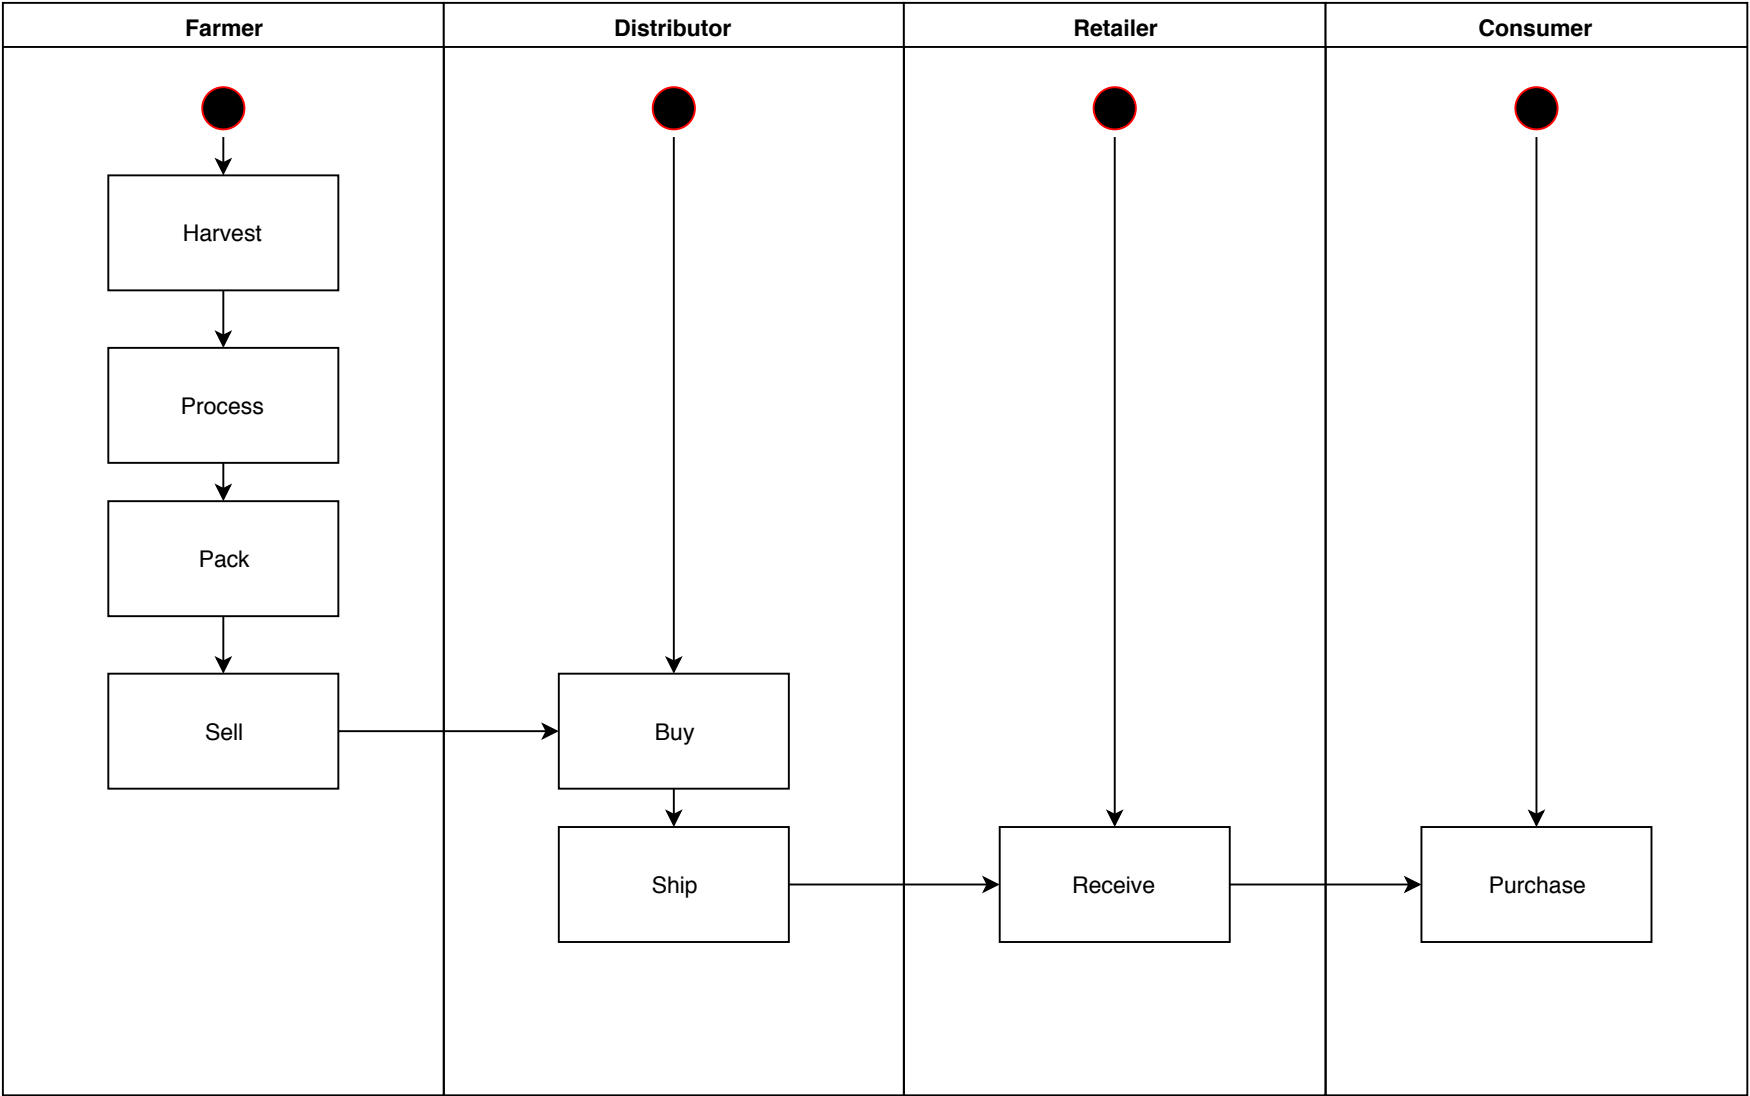 Farmer
Distributor
Retailer
Consumer
Harvest
Process
Pack
Sell
Buy
Ship
Receive
Purchase